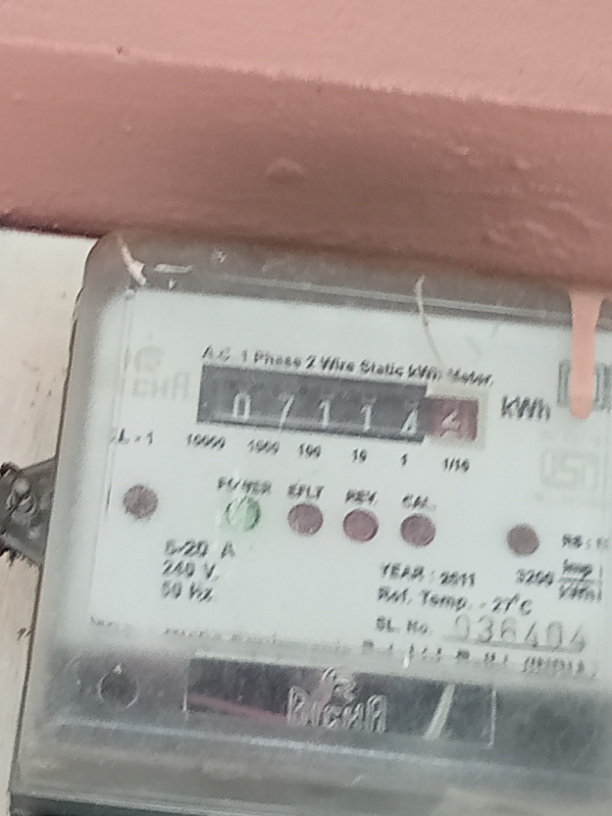 A.C. 1 Phase 2 Wire Static kWh Meter.
0 7 1 1 4
kWh
10000 1000 100 10 1 1/10
POWER EFLT REV. CAL.
5-20 A
240 V.
50 Hz
YEAR : 2011
3200 imp/kWh
Ref. Temp. - 27°C
SL. No. 036404
RISHA